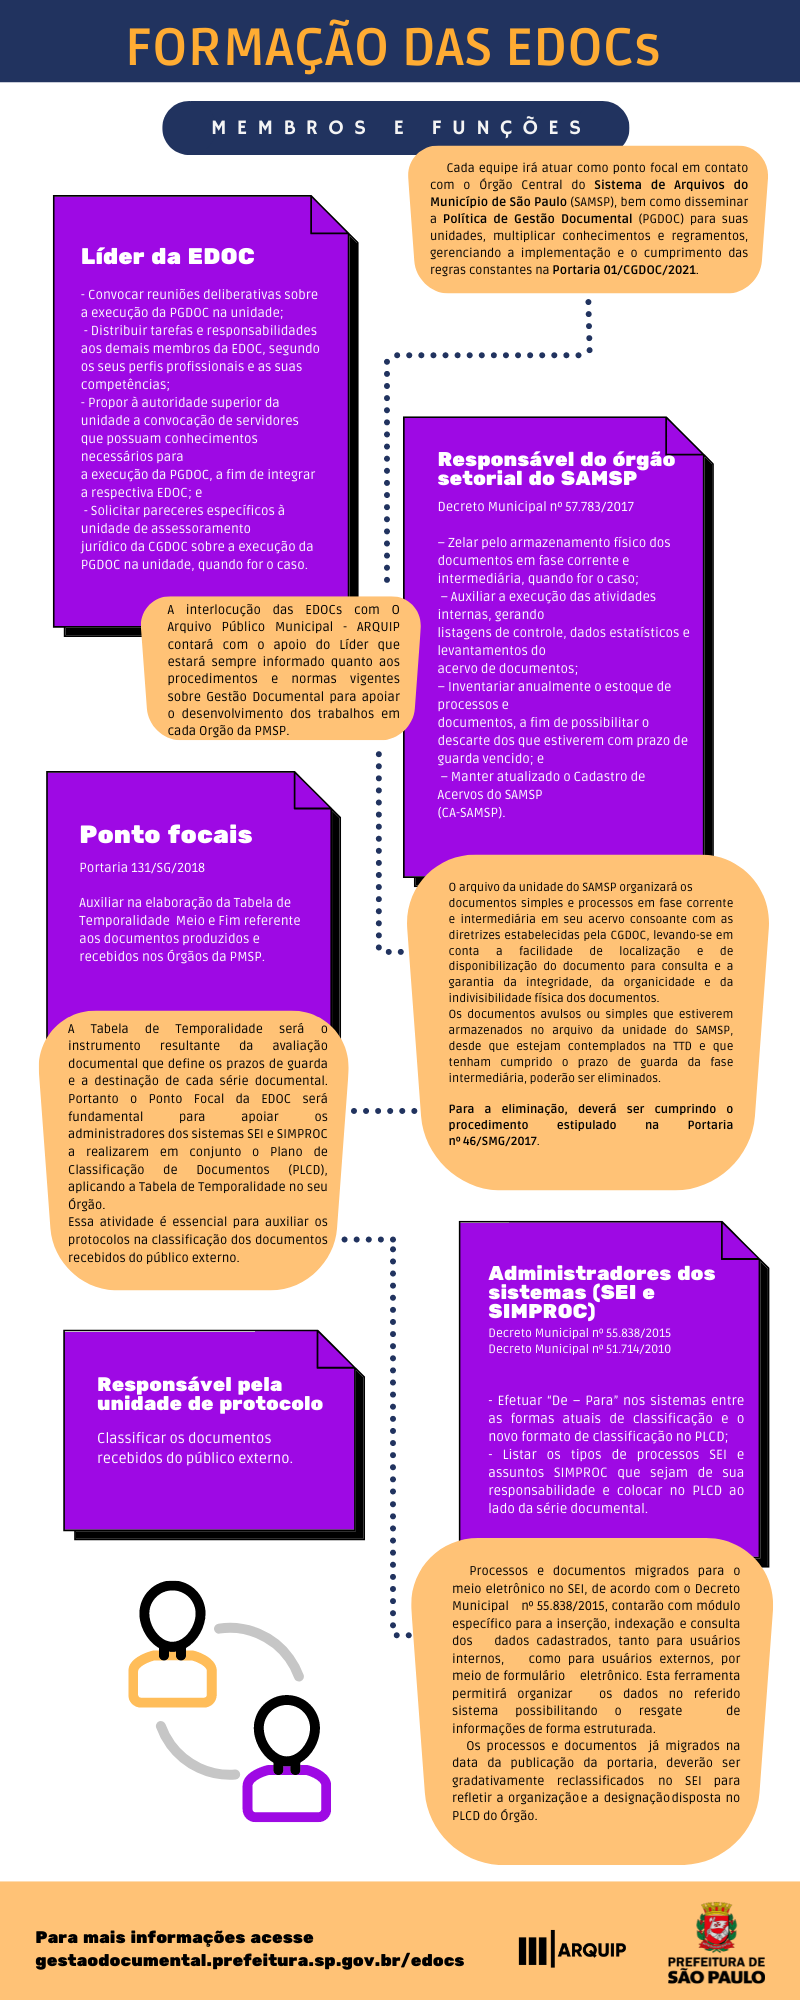 FORMAÇÃO DAS EDOCs
MEMBROS E FUNÇÕES
Cada equipe irá atuar como ponto focal em contato
com o Órgão Central do Sistema de Arquivos do
Município de São Paulo (SAMSP), bem como disseminar
a Política de Gestão Documental (PGDOC) para suas
unidades, multiplicar conhecimentos e regramentos,
gerenciando a implementação e o cumprimento das
regras constantes na Portaria 01/CGDOC/2021.
Líder da EDOC
- Convocar reuniões deliberativas sobre
a execução da PGDOC na unidade;
- Distribuir tarefas e responsabilidades
aos demais membros da EDOC, segundo
os seus perfis profissionais e as suas
competências;
- Propor à autoridade superior da
unidade a convocação de servidores
que possuam conhecimentos
necessários para
a execução da PGDOC, a fim de integrar
a respectiva EDOC; e
- Solicitar pareceres específicos à
unidade de assessoramento
jurídico da CGDOC sobre a execução da
PGDOC na unidade, quando for o caso.
A interlocução das EDOCs com O
Arquivo Público Municipal - ARQUIP
contará com o apoio do Líder que
estará sempre informado quanto aos
procedimentos e normas vigentes
sobre Gestão Documental para apoiar
o desenvolvimento dos trabalhos em
cada Orgão da PMSP.
Responsável do órgão
setorial do SAMSP
Decreto Municipal nº 57.783/2017
– Zelar pelo armazenamento físico dos
documentos em fase corrente e
intermediária, quando for o caso;
– Auxiliar a execução das atividades
internas, gerando
listagens de controle, dados estatísticos e
levantamentos do
acervo de documentos;
– Inventariar anualmente o estoque de
processos e
documentos, a fim de possibilitar o
descarte dos que estiverem com prazo de
guarda vencido; e
– Manter atualizado o Cadastro de
Acervos do SAMSP
(CA-SAMSP).
O arquivo da unidade do SAMSP organizará os
documentos simples e processos em fase corrente
e intermediária em seu acervo consoante com as
diretrizes estabelecidas pela CGDOC, levando-se em
conta a facilidade de localização e de
disponibilização do documento para consulta e a
garantia da integridade, da organicidade e da
indivisibilidade física dos documentos.
Os documentos avulsos ou simples que estiverem
armazenados no arquivo da unidade do SAMSP,
desde que estejam contemplados na TTD e que
tenham cumprido o prazo de guarda da fase
intermediária, poderão ser eliminados.
Para a eliminação, deverá ser cumprindo o
procedimento estipulado na Portaria
nº 46/SMG/2017.
Ponto focais
Portaria 131/SG/2018
Auxiliar na elaboração da Tabela de
Temporalidade Meio e Fim referente
aos documentos produzidos e
recebidos nos Órgãos da PMSP.
A Tabela de Temporalidade será o
instrumento resultante da avaliação
documental que define os prazos de guarda
e a destinação de cada série documental.
Portanto o Ponto Focal da EDOC será
fundamental para apoiar os
administradores dos sistemas SEI e SIMPROC
a realizarem em conjunto o Plano de
Classificação de Documentos (PLCD),
aplicando a Tabela de Temporalidade no seu
Órgão.
Essa atividade é essencial para auxiliar os
protocolos na classificação dos documentos
recebidos do público externo.
Administradores dos
sistemas (SEI e
SIMPROC)
Decreto Municipal nº 55.838/2015
Decreto Municipal nº 51.714/2010
- Efetuar “De – Para” nos sistemas entre
as formas atuais de classificação e o
novo formato de classificação no PLCD;
- Listar os tipos de processos SEI e
assuntos SIMPROC que sejam de sua
responsabilidade e colocar no PLCD ao
lado da série documental.
Responsável pela
unidade de protocolo
Classificar os documentos
recebidos do público externo.
Processos e documentos migrados para o
meio eletrônico no SEI, de acordo com o Decreto
Municipal nº 55.838/2015, contarão com módulo
específico para a inserção, indexação e consulta
dos dados cadastrados, tanto para usuários
internos, como para usuários externos, por
meio de formulário eletrônico. Esta ferramenta
permitirá organizar os dados no referido
sistema possibilitando o resgate de
informações de forma estruturada.
Os processos e documentos já migrados na
data da publicação da portaria, deverão ser
gradativamente reclassificados no SEI para
refletir a organização e a designação disposta no
PLCD do Órgão.
Para mais informações acesse
gestaodocumental.prefeitura.sp.gov.br/edocs
ARQUIP
PREFEITURA DE
SÃO PAULO